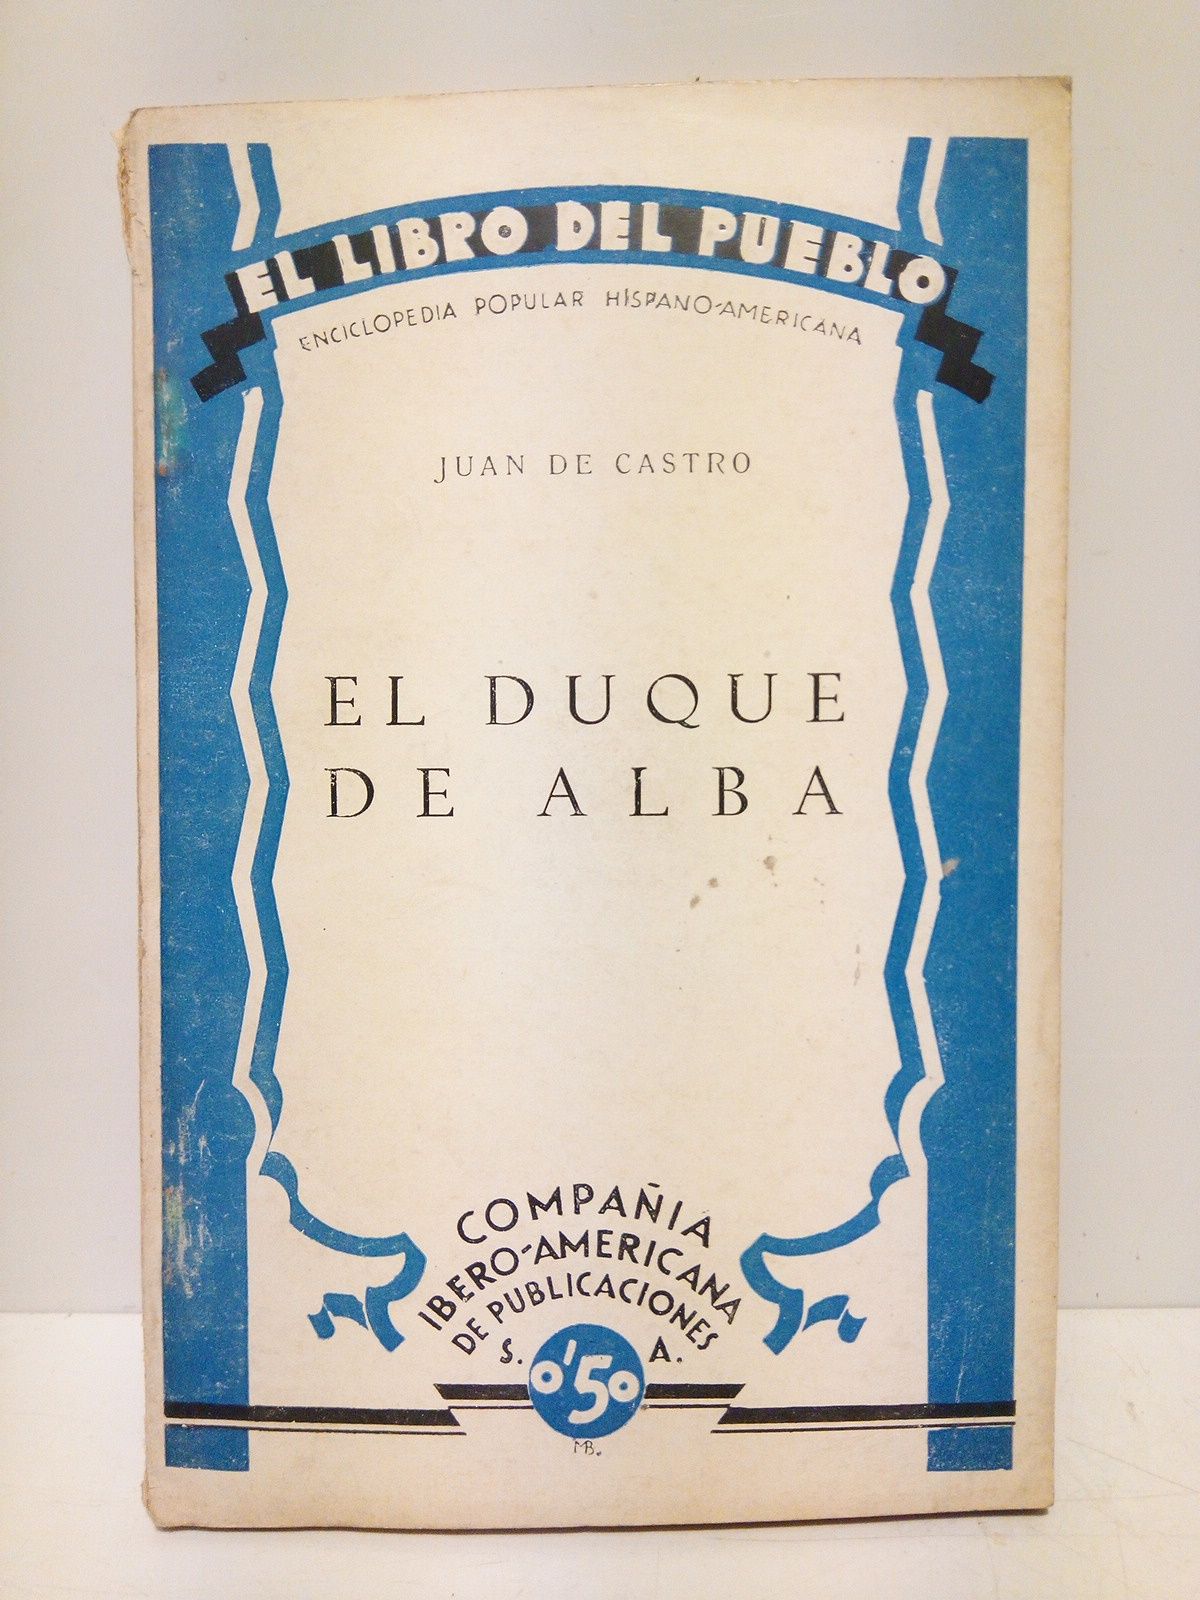 EL LIBRO DEL PUEBLO
ENCICLOPEDIA POPULAR HISPANO-AMERICANA
JUAN DE CASTRO
EL DUQUE
DE ALBA
COMPAÑIA
IBERO-AMERICANA
DE PUBLICACIONES
S. A.
0'50
MB.